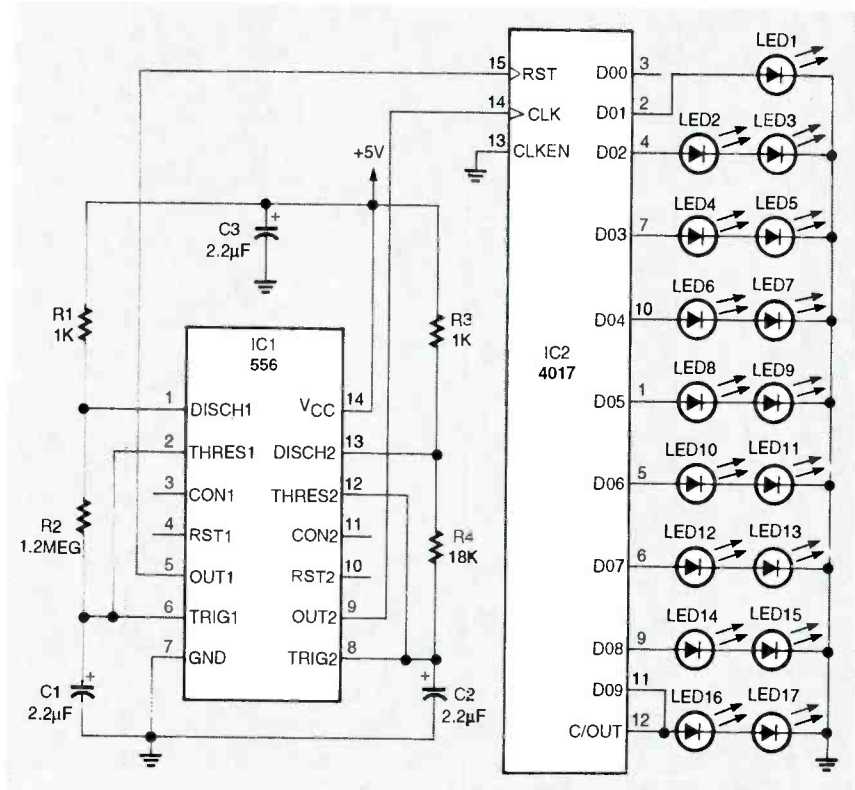 +5V
C3
+
2.2μF
R1
1K
R3
1K
IC1
556
1
DISCH1
2
THRES1
3
CON1
4
RST1
5
OUT1
6
TRIG1
7
GND
VCC
14
DISCH2
13
THRES2
12
CON2
11
RST2
10
OUT2
9
TRIG2
8
R2
1.2MEG
R4
18K
C1
+
2.2μF
C2
+
2.2μF
15
RST
14
CLK
13
CLKEN
IC2
4017
D00
3
D01
2
D02
4
D03
7
D04
10
D05
1
D06
5
D07
6
D08
9
D09
11
C/OUT
12
LED1
LED2
LED3
LED4
LED5
LED6
LED7
LED8
LED9
LED10
LED11
LED12
LED13
LED14
LED15
LED16
LED17